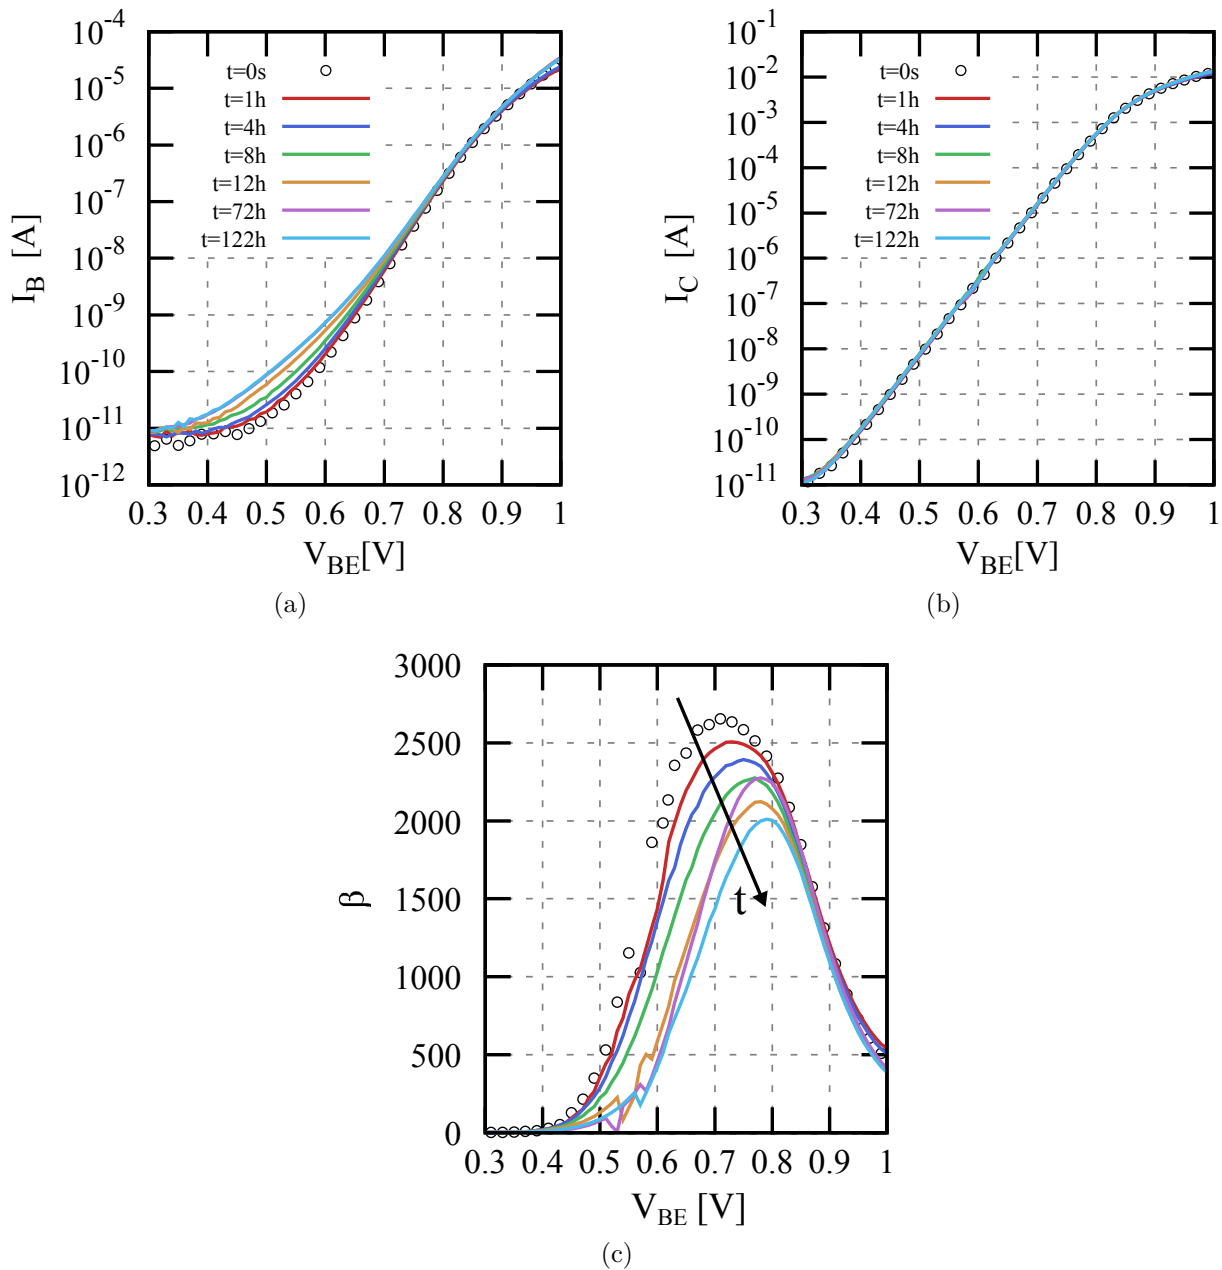 10-4
10-5
10-6
10-7
10-8
10-9
10-10
10-11
10-12
IB [A]
t=0s
t=1h
t=4h
t=8h
t=12h
t=72h
t=122h
0.3 0.4 0.5 0.6 0.7 0.8 0.9 1
VBE[V]
(a)
10-1
10-2
10-3
10-4
10-5
10-6
10-7
10-8
10-9
10-10
10-11
IC [A]
t=0s
t=1h
t=4h
t=8h
t=12h
t=72h
t=122h
0.3 0.4 0.5 0.6 0.7 0.8 0.9 1
VBE[V]
(b)
3000
2500
2000
1500
1000
500
0
β
t
0.3 0.4 0.5 0.6 0.7 0.8 0.9 1
VBE [V]
(c)